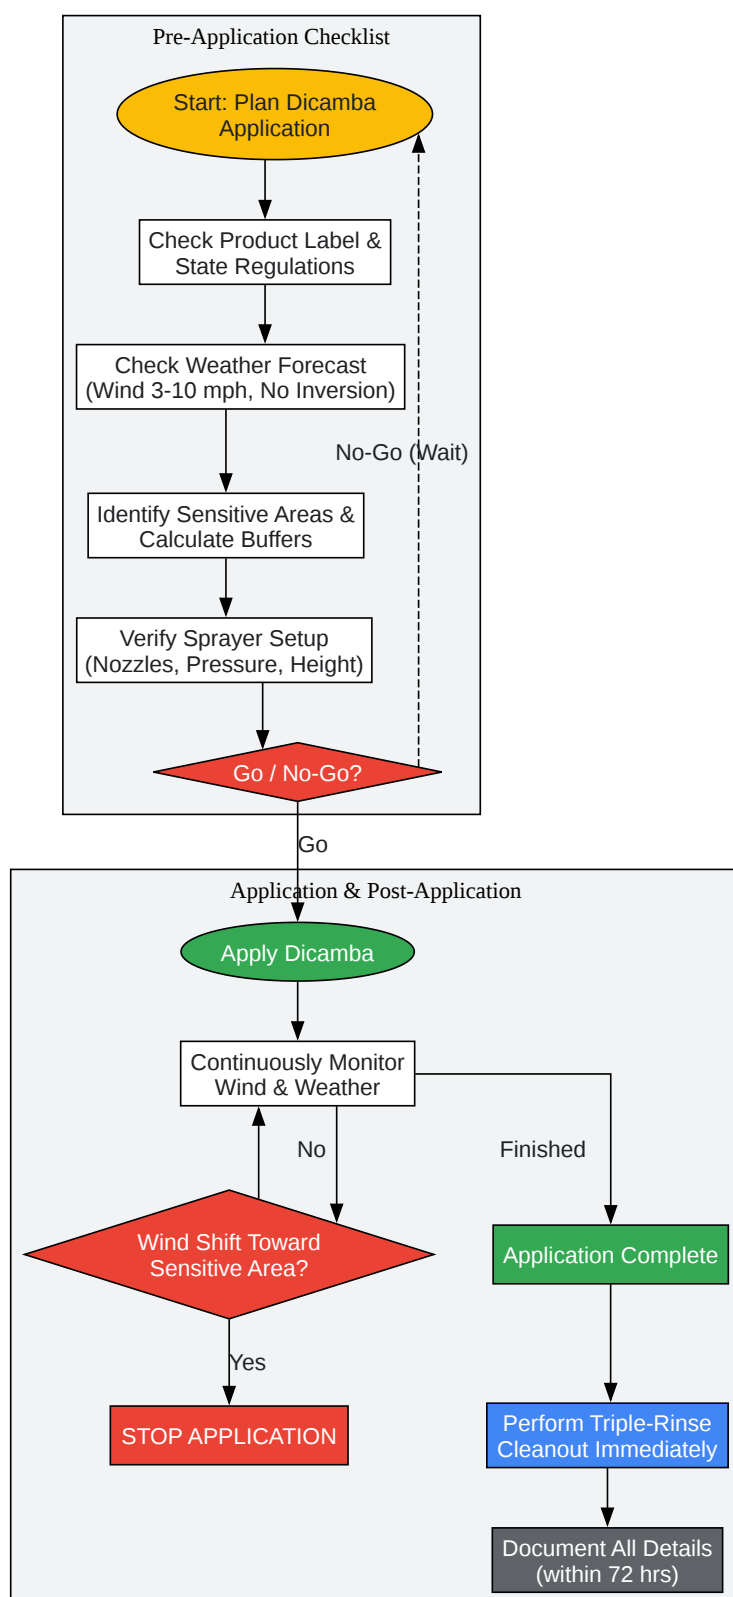 Pre-Application Checklist
Start: Plan Dicamba
Application
Check Product Label &
State Regulations
Check Weather Forecast
(Wind 3-10 mph, No Inversion)
No-Go (Wait)
Identify Sensitive Areas &
Calculate Buffers
Verify Sprayer Setup
(Nozzles, Pressure, Height)
Go / No-Go?
Go
Application & Post-Application
Apply Dicamba
Continuously Monitor
Wind & Weather
No
Finished
Wind Shift Toward
Sensitive Area?
Application Complete
Yes
STOP APPLICATION
Perform Triple-Rinse
Cleanout Immediately
Document All Details
(within 72 hrs)